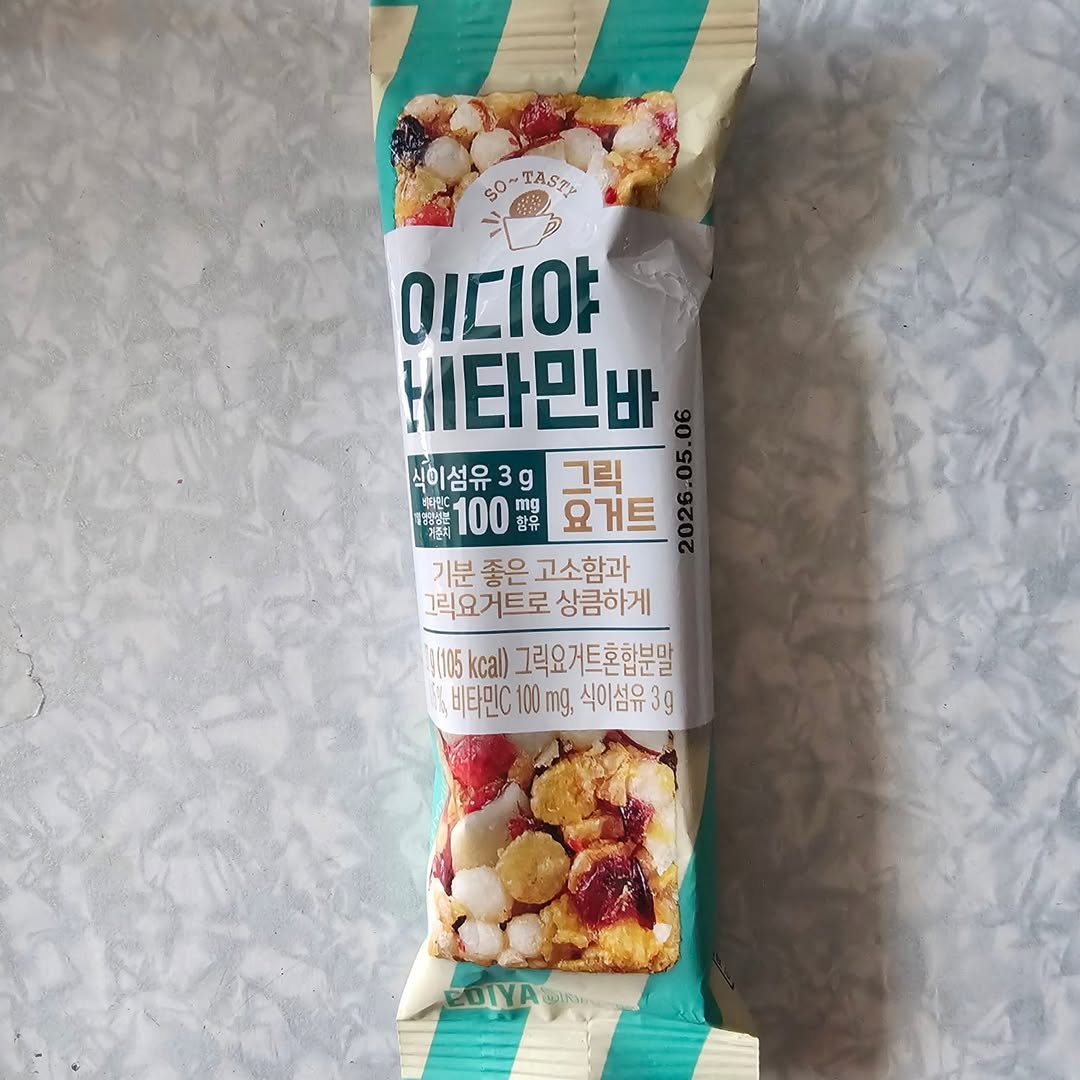 SO~TASTY
이디야
비타민바
식이섬유 3 g
비타민C
1일 영양성분
기준치
100 mg
함유
그릭
요거트
2026.05.06
기분 좋은 고소함과
그릭요거트로 상큼하게
g (105 kcal) 그릭요거트혼합분말
%, 비타민C 100 mg, 식이섬유 3 g
EDIYA